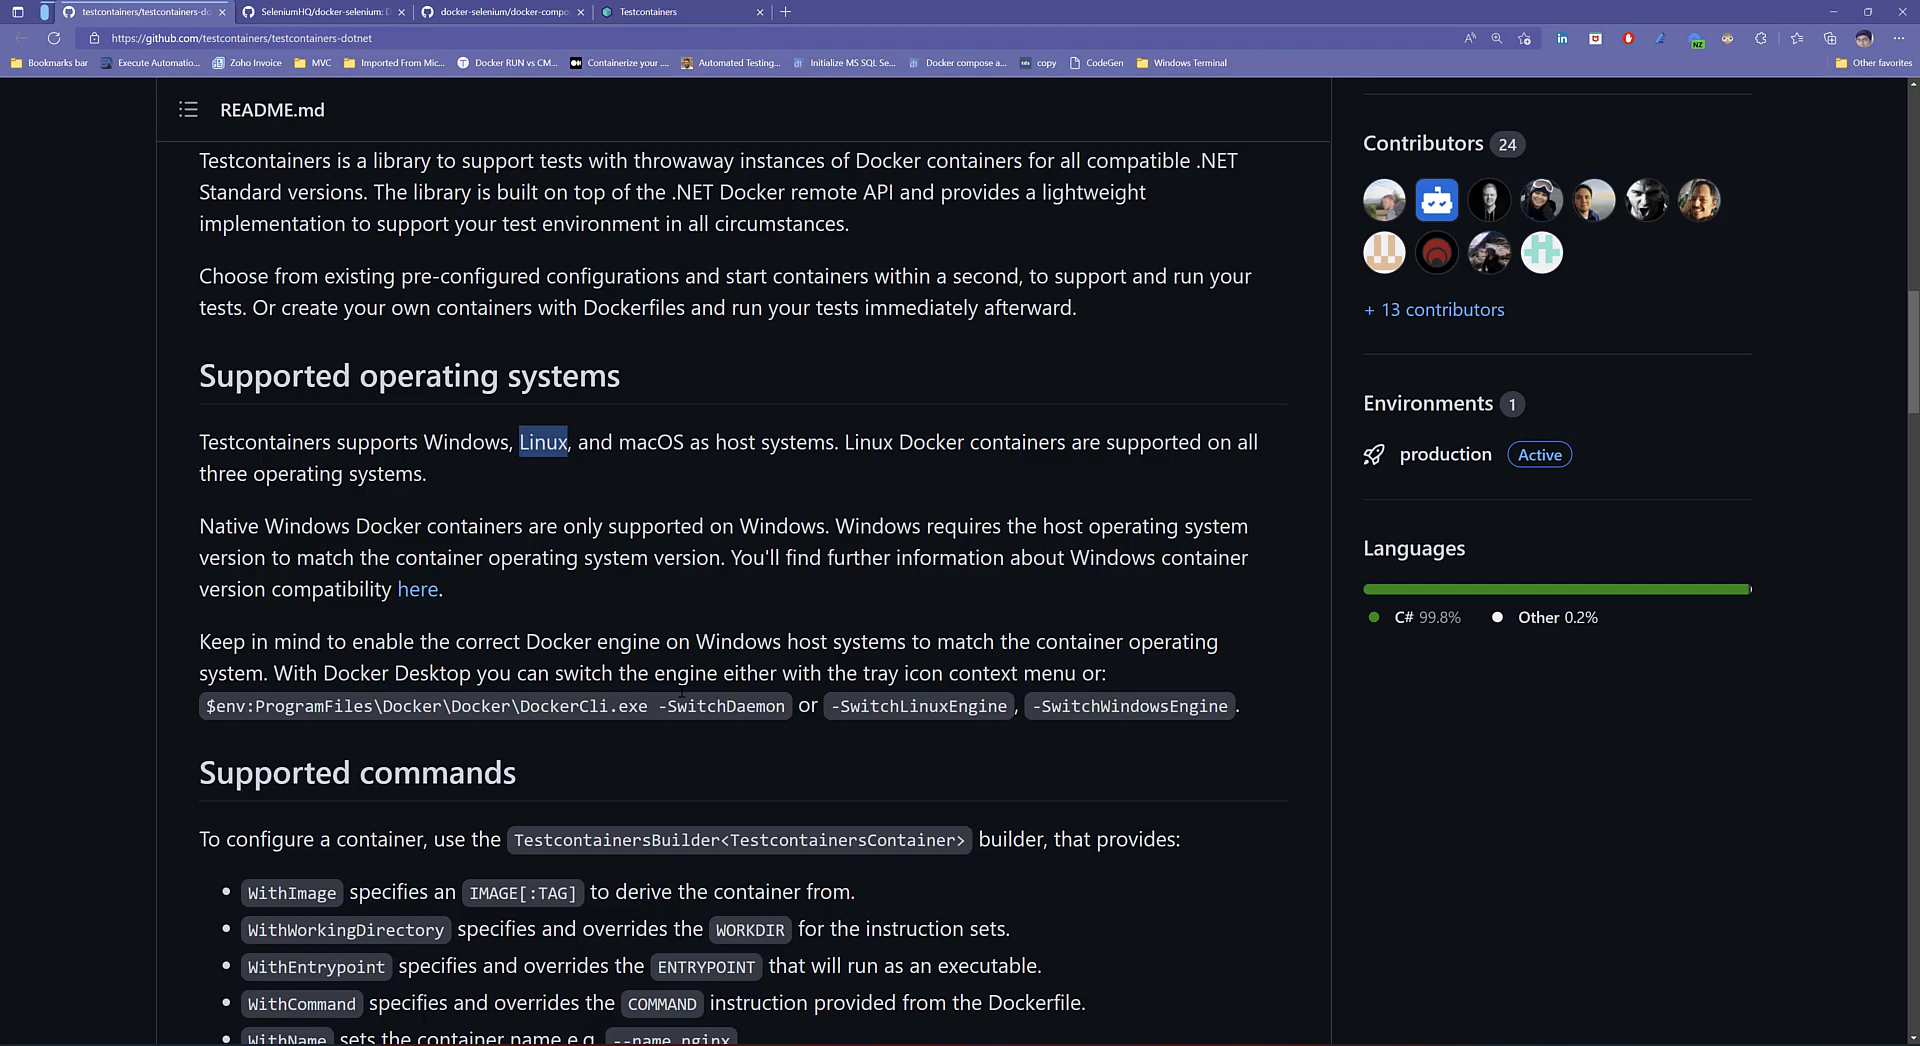 testcontainers/testcontainers-do
SeleniumHQ/docker-selenium: D
docker-selenium/docker-compo
Testcontainers
https://github.com/testcontainers/testcontainers-dotnet
Bookmarks bar
Execute Automatio...
Zoho Invoice
MVC
Imported From Mic...
Docker RUN vs CM...
Containerize your ....
Automated Testing...
Initialize MS SQL Se...
Docker compose a...
copy
CodeGen
Windows Terminal
Other favorites
README.md
Testcontainers is a library to support tests with throwaway instances of Docker containers for all compatible .NET
Standard versions. The library is built on top of the .NET Docker remote API and provides a lightweight
implementation to support your test environment in all circumstances.
Choose from existing pre-configured configurations and start containers within a second, to support and run your
tests. Or create your own containers with Dockerfiles and run your tests immediately afterward.
Supported operating systems
Testcontainers supports Windows, Linux, and macOS as host systems. Linux Docker containers are supported on all
three operating systems.
Native Windows Docker containers are only supported on Windows. Windows requires the host operating system
version to match the container operating system version. You'll find further information about Windows container
version compatibility here.
Keep in mind to enable the correct Docker engine on Windows host systems to match the container operating
system. With Docker Desktop you can switch the engine either with the tray icon context menu or:
$env:ProgramFiles\Docker\Docker\DockerCli.exe -SwitchDaemon or -SwitchLinuxEngine , -SwitchWindowsEngine .
Supported commands
To configure a container, use the TestcontainersBuilder<TestcontainersContainer> builder, that provides:
WithImage specifies an IMAGE[:TAG] to derive the container from.
WithWorkingDirectory specifies and overrides the WORKDIR for the instruction sets.
WithEntrypoint specifies and overrides the ENTRYPOINT that will run as an executable.
WithCommand specifies and overrides the COMMAND instruction provided from the Dockerfile.
WithName sets the container name e.g. --name nginx
Contributors 24
+ 13 contributors
Environments 1
production Active
Languages
C# 99.8%
Other 0.2%
NZ